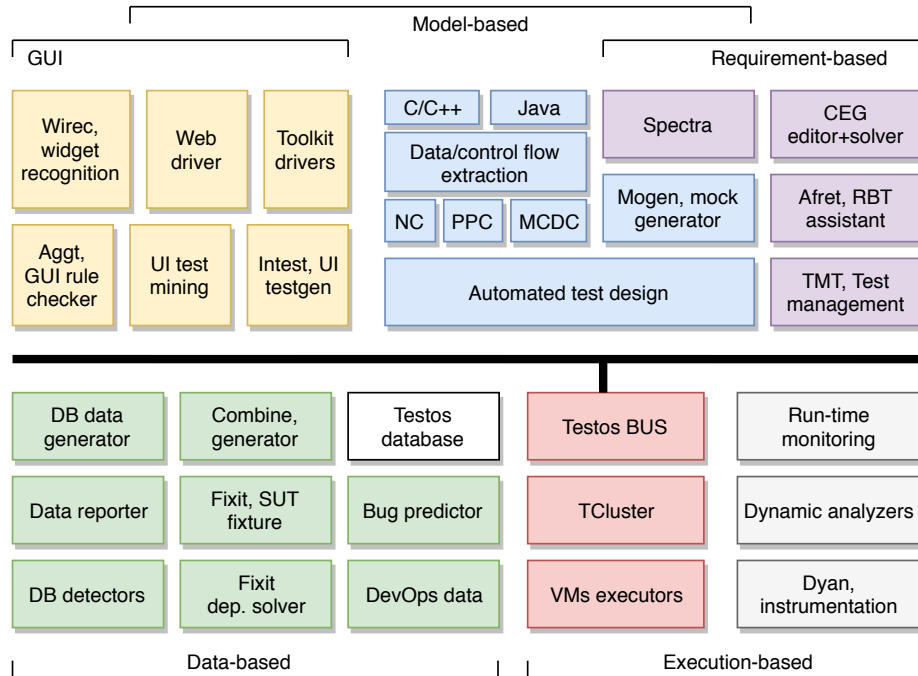 Model-based
GUI
Requirement-based
Wirec,
widget
recognition
Web
driver
Toolkit
drivers
C/C++
Java
Spectra
CEG
editor+solver
Data/control flow
extraction
Mogen, mock
generator
Afret, RBT
assistant
NC
PPC
MCDC
Aggt,
GUI rule
checker
UI test
mining
Intest, UI
testgen
Automated test design
TMT, Test
management
DB data
generator
Combine,
generator
Testos
database
Testos BUS
Run-time
monitoring
Data reporter
Fixit, SUT
fixture
Bug predictor
TCluster
Dynamic analyzers
DB detectors
Fixit
dep. solver
DevOps data
VMs executors
Dyan,
instrumentation
Data-based
Execution-based